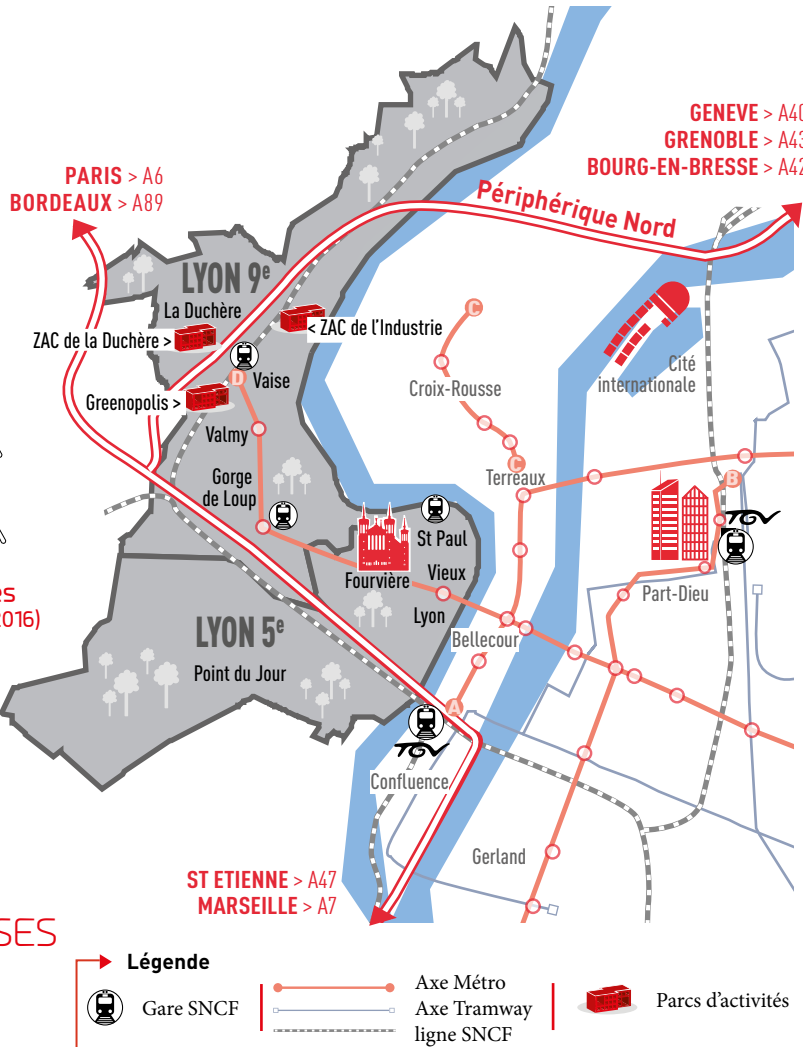 GENEVE > A40
GRENOBLE > A43
BOURG-EN-BRESSE > A42
PARIS > A6
BORDEAUX > A89
Périphérique Nord
LYON 9e
La Duchère
ZAC de la Duchère >
< ZAC de l'Industrie
C
Cité
internationale
D
Vaise
Croix-Rousse
Greenopolis >
Valmy
C
Terreaux
B
Gorge
de Loup
TGV
St Paul
Fourvière
Vieux
Lyon
Part-Dieu
2016)
LYON 5e
Bellecour
Point du Jour
A
TGV
Confluence
Gerland
ST ETIENNE > A47
MARSEILLE > A7
SES
Légende
Gare SNCF
Axe Métro
Axe Tramway
ligne SNCF
Parcs d'activités